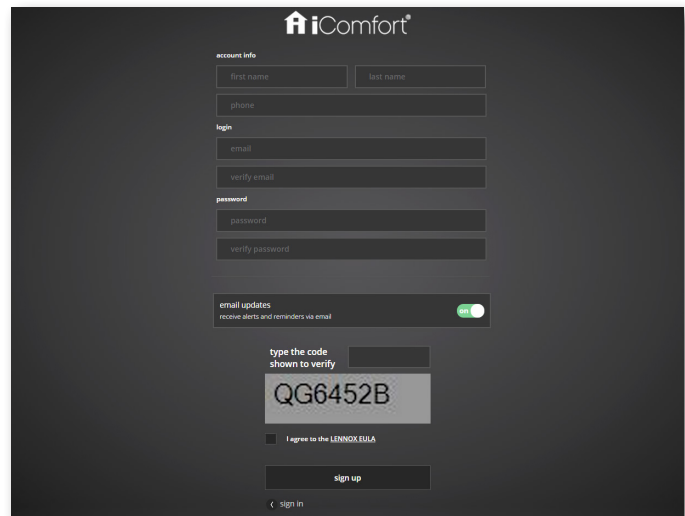 iComfort®
account info
first name last name
phone
login
email
verify email
password
password
verify password
email updates
receive alerts and reminders via email
on
type the code
shown to verify
QG6452B
I agree to the LENNOX EULA
sign up
sign in